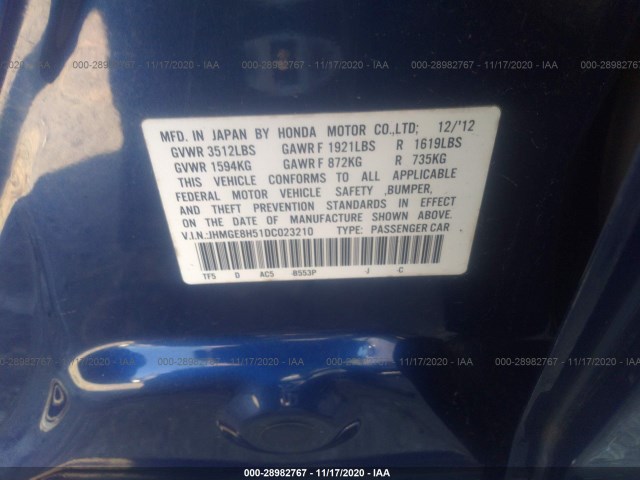 000-28982767 - 11/17/2020 - IAA
MFD. IN JAPAN BY HONDA MOTOR CO.,LTD; 12/'12
GVWR 3512LBS GAWR F 1921LBS R 1619LBS
GVWR 1594KG GAWR F 872KG R 735KG
THIS VEHICLE CONFORMS TO ALL APPLICABLE
FEDERAL MOTOR VEHICLE SAFETY ,BUMPER,
AND THEFT PREVENTION STANDARDS IN EFFECT
ON THE DATE OF MANUFACTURE SHOWN ABOVE.
V.I.N.:JHMGE8H51DC023210 TYPE: PASSENGER CAR
TF5 D AC5 -B553P -J -C
000-28982767 - 11/17/2020 - IAA
000-28982767 - 11/17/2020 - IAA